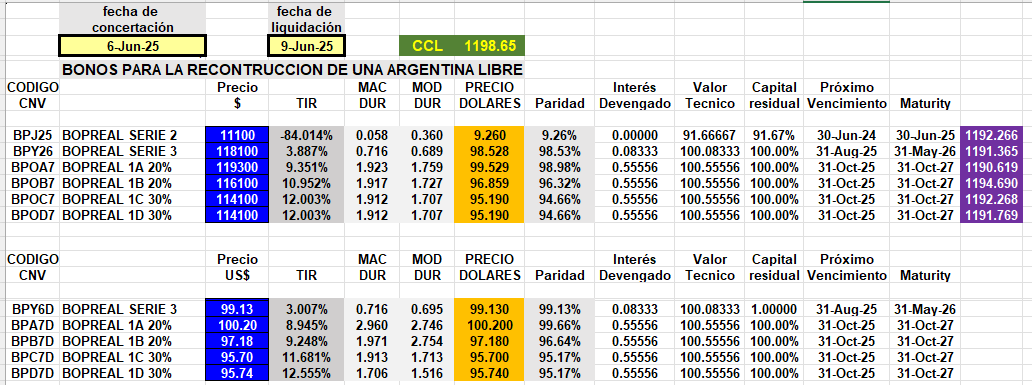 fecha de concertación fecha de liquidación
6-Jun-25 9-Jun-25 CCL 1198.65
BONOS PARA LA RECONTRUCCION DE UNA ARGENTINA LIBRE
CODIGO Precio MAC MOD PRECIO Interés Valor Capital Próximo
CNV $ TIR DUR DUR DOLARES Paridad Devengado Tecnico residual Vencimiento Maturity
BPJ25 BOPREAL SERIE 2 11100 -84.014% 0.058 0.360 9.260 9.26% 0.00000 91.66667 91.67% 30-Jun-24 30-Jun-25 1192.266
BPY26 BOPREAL SERIE 3 118100 3.887% 0.716 0.689 98.528 98.53% 0.08333 100.08333 100.00% 31-Aug-25 31-May-26 1191.365
BPOA7 BOPREAL 1A 20% 119300 9.351% 1.923 1.759 99.529 98.98% 0.55556 100.55556 100.00% 31-Oct-25 31-Oct-27 1190.619
BPOB7 BOPREAL 1B 20% 116100 10.952% 1.917 1.727 96.859 96.32% 0.55556 100.55556 100.00% 31-Oct-25 31-Oct-27 1194.690
BPOC7 BOPREAL 1C 30% 114100 12.003% 1.912 1.707 95.190 94.66% 0.55556 100.55556 100.00% 31-Oct-25 31-Oct-27 1192.268
BPOD7 BOPREAL 1D 30% 114100 12.003% 1.912 1.707 95.190 94.66% 0.55556 100.55556 100.00% 31-Oct-25 31-Oct-27 1191.769
CODIGO Precio MAC MOD PRECIO Interés Valor Capital Próximo
CNV US$ TIR DUR DUR DOLARES Paridad Devengado Tecnico residual Vencimiento Maturity
BPY6D BOPREAL SERIE 3 99.13 3.007% 0.716 0.695 99.130 99.13% 0.08333 100.08333 1.00000 31-Aug-25 31-May-26
BPA7D BOPREAL 1A 20% 100.20 8.945% 2.960 2.746 100.200 99.66% 0.55556 100.55556 100.00% 31-Oct-25 31-Oct-27
BPB7D BOPREAL 1B 20% 97.18 9.248% 1.971 2.754 97.180 96.64% 0.55556 100.55556 100.00% 31-Oct-25 31-Oct-27
BPC7D BOPREAL 1C 30% 95.70 11.681% 1.913 1.713 95.700 95.17% 0.55556 100.55556 100.00% 31-Oct-25 31-Oct-27
BPD7D BOPREAL 1D 30% 95.74 12.555% 1.706 1.516 95.740 95.17% 0.55556 100.55556 100.00% 31-Oct-25 31-Oct-27